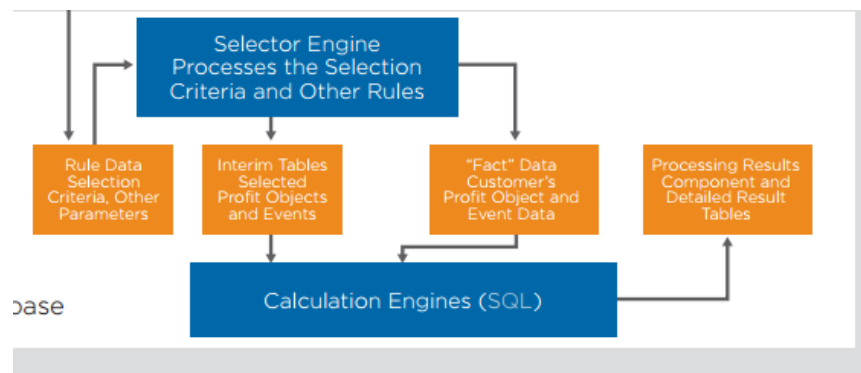 Selector Engine
Processes the Selection
Criteria and Other Rules
Rule Data
Selection
Criteria, Other
Parameters
Interim Tables
Selected
Profit Objects
and Events
“Fact” Data
Customer’s
Profit Object and
Event Data
Processing Results
Component and
Detailed Result
Tables
Calculation Engines (SQL)